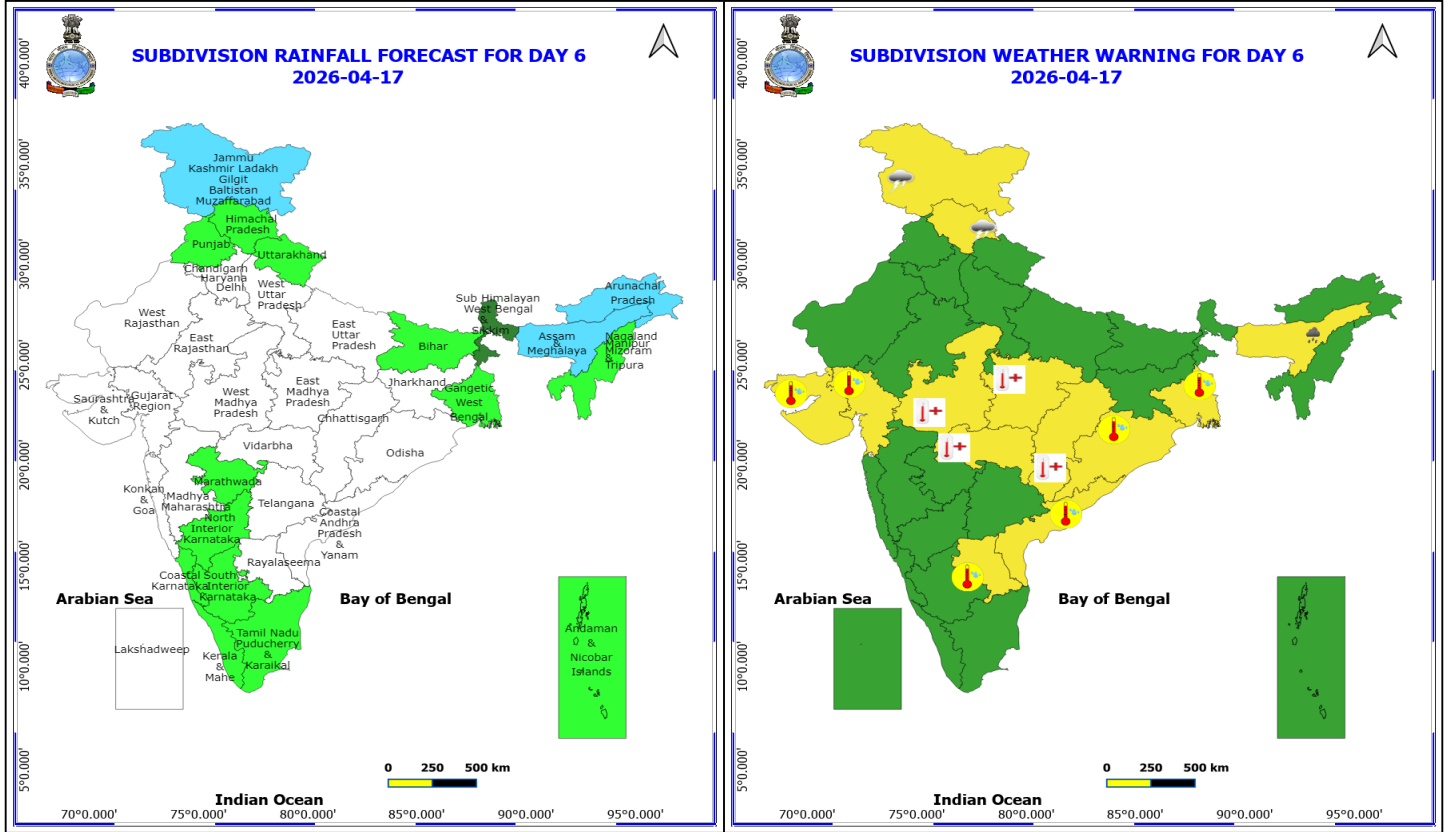 SUBDIVISION RAINFALL FORECAST FOR DAY 6
2026-04-17
40°0.000'
35°0.000'
30°0.000'
25°0.000'
20°0.000'
15°0.000'
10°0.000'
5°0.000'
Jammu
Kashmir Ladakh
Gilgit
Baltistan
Muzaffarabad
Himachal
Pradesh
Punjab
Uttarakhand
Chandigarh
Haryana
Delhi
West
Uttar
Pradesh
West
Rajasthan
East
Rajasthan
East
Uttar
Pradesh
Bihar
Sub Himalayan
West Bengal
&
Sikkim
Arunachal
Pradesh
Assam
&
Meghalaya
Nagaland
Manipur
Mizoram
&
Tripura
Saurashtra
&
Kutch
Gujarat
Region
West
Madhya
Pradesh
East
Madhya
Pradesh
Jharkhand
Gangetic
West
Bengal
Chhattisgarh
Vidarbha
Odisha
Konkan
&
Goa
Madhya
Maharashtra
Marathwada
Telangana
North
Interior
Karnataka
Coastal
Andhra
Pradesh
&
Yanam
Rayalaseema
Coastal
Karnataka
South
Interior
Karnataka
Arabian Sea
Bay of Bengal
Lakshadweep
Kerala
&
Mahe
Tamil Nadu
Puducherry
&
Karaikal
Andaman
&
Nicobar
Islands
0 250 500 km
Indian Ocean
70°0.000' 75°0.000' 80°0.000' 85°0.000' 90°0.000' 95°0.000'
SUBDIVISION WEATHER WARNING FOR DAY 6
2026-04-17
40°0.000'
35°0.000'
30°0.000'
25°0.000'
20°0.000'
15°0.000'
10°0.000'
5°0.000'
Arabian Sea
Bay of Bengal
0 250 500 km
Indian Ocean
70°0.000' 75°0.000' 80°0.000' 85°0.000' 90°0.000' 95°0.000'